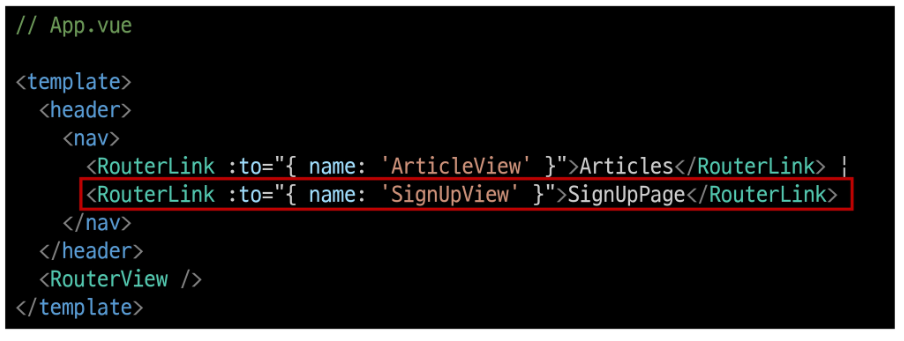 // App.vue
<template>
  <header>
    <nav>
      <RouterLink :to="{ name: 'ArticleView' }">Articles</RouterLink> ¦
      <RouterLink :to="{ name: 'SignUpView' }">SignUpPage</RouterLink>
    </nav>
  </header>
  <RouterView />
</template>